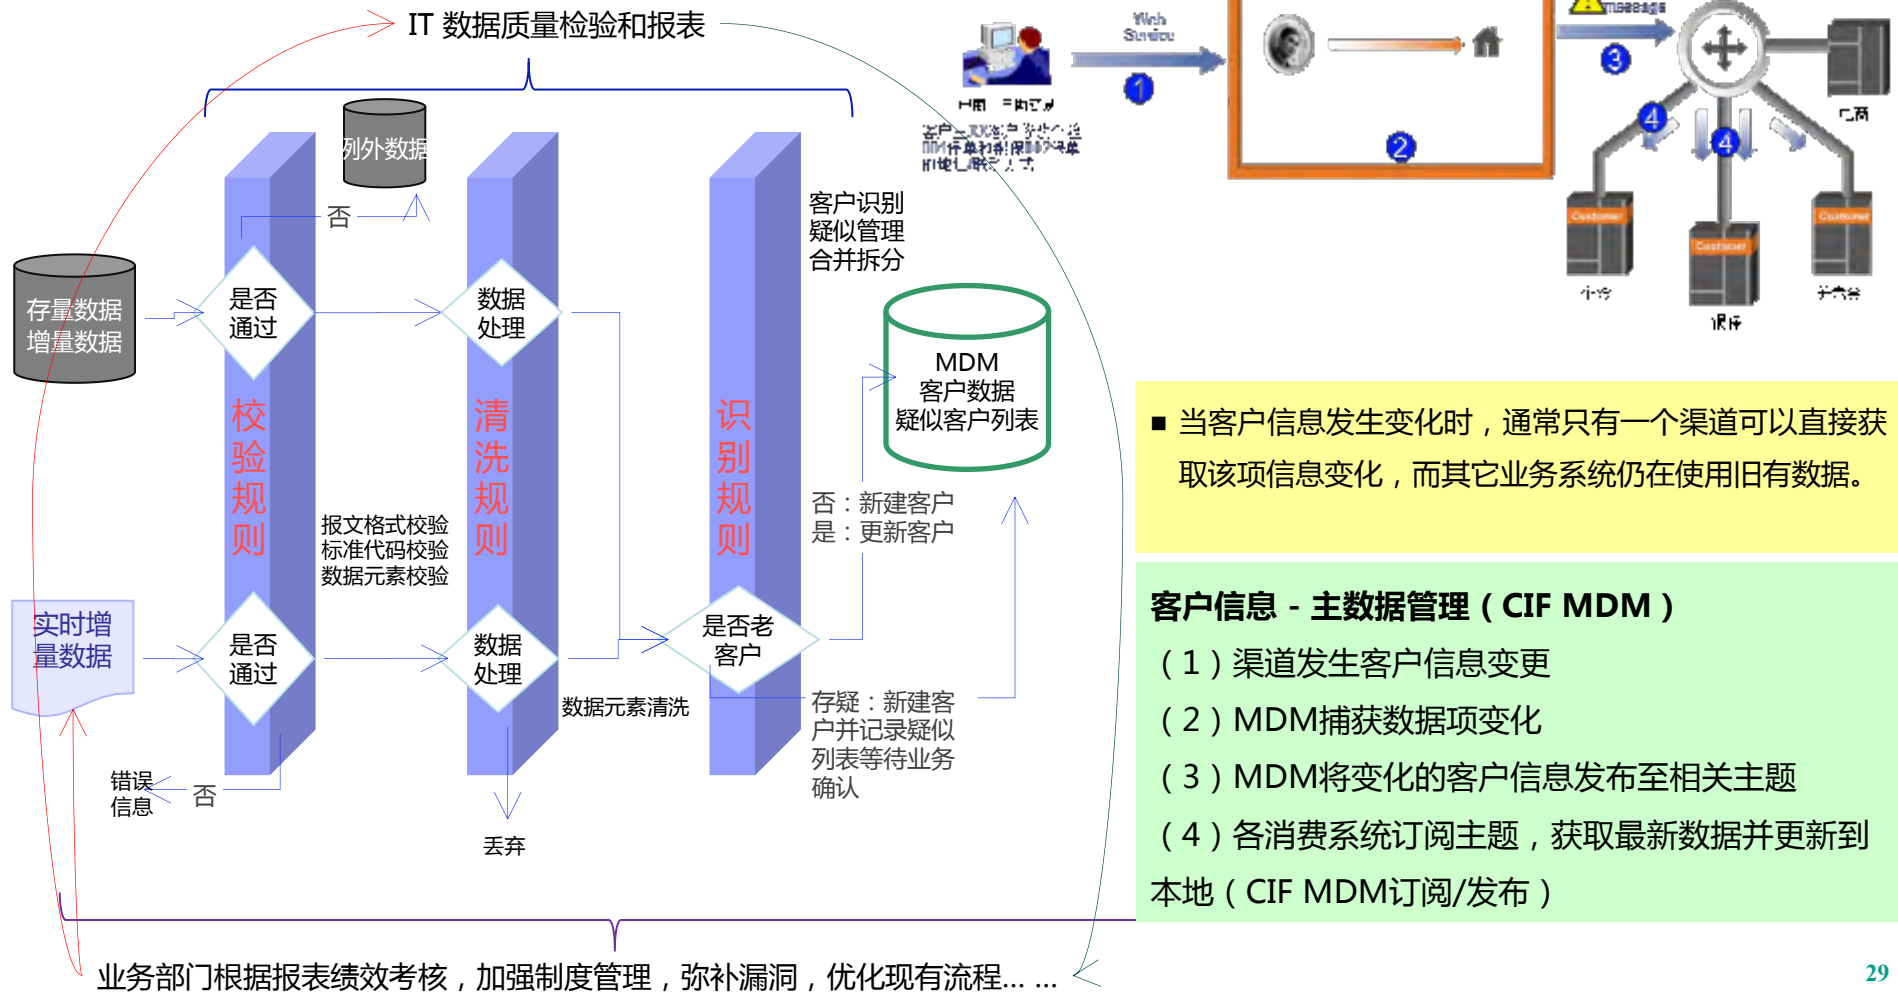 IT 数据质量检验和报表
例外数据
否
存量数据
增量数据
是否
通过
数据
处理
客户识别
疑似管理
合并拆分
MDM
客户数据
疑似客户列表
校验规则
清洗规则
识别规则
报文格式校验
标准代码校验
数据元素校验
否：新建客户
是：更新客户
实时增
量数据
是否
通过
数据
处理
是否老
客户
数据元素清洗
存疑：新建客
户并记录疑似
列表等待业务
确认
错误
信息
否
丢弃
业务部门根据报表绩效考核，加强制度管理，弥补漏洞，优化现有流程... ...
Web
Service
1
2
message
3
4
4
电商
Customer
Customer
Customer
■ 当客户信息发生变化时，通常只有一个渠道可以直接获
取该项信息变化，而其它业务系统仍在使用旧有数据。
客户信息 - 主数据管理（CIF MDM）
（1）渠道发生客户信息变更
（2）MDM捕获数据项变化
（3）MDM将变化的客户信息发布至相关主题
（4）各消费系统订阅主题，获取最新数据并更新到
本地（CIF MDM订阅/发布）
29